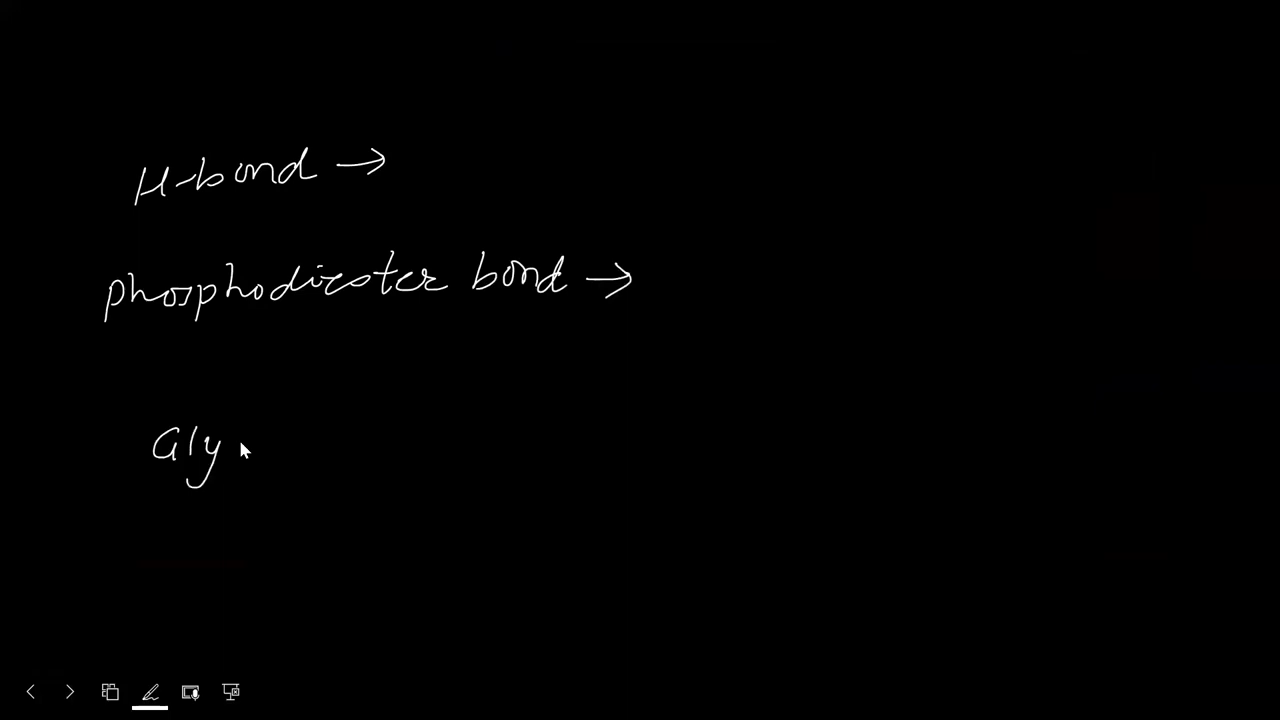 H-bond →
phosphodiester bond →
Gly